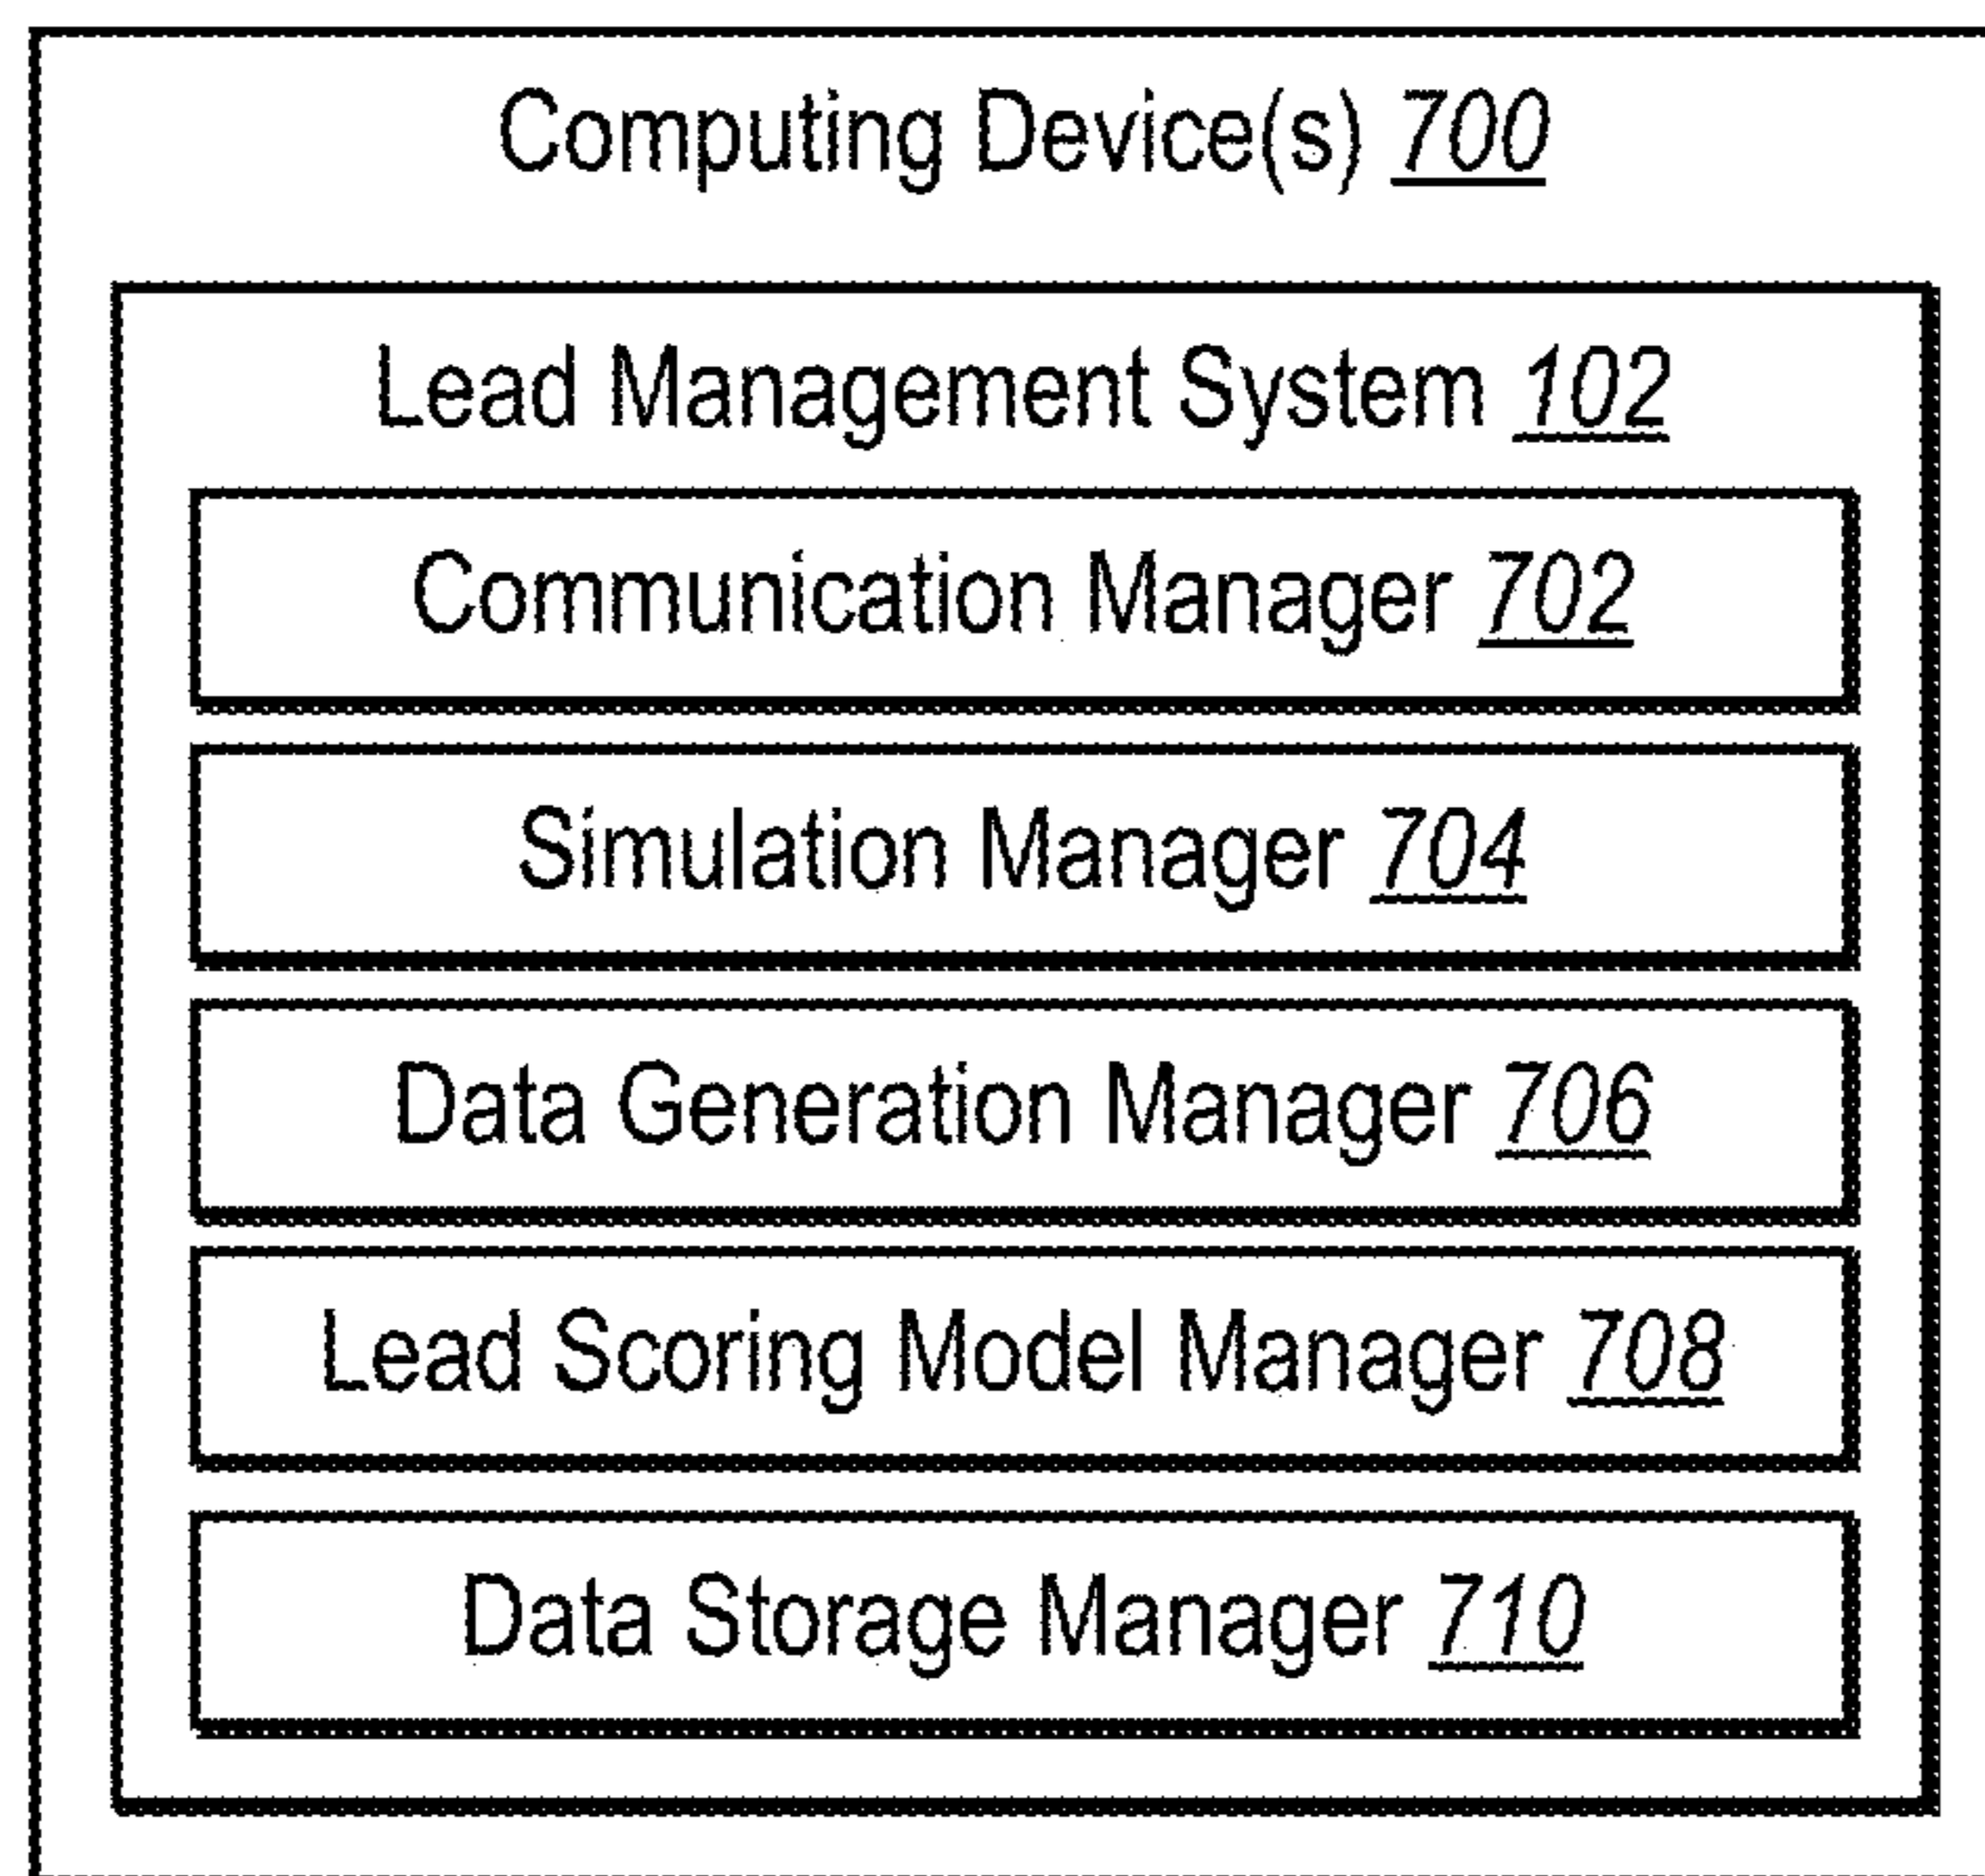 Computing Device(s) 700
Lead Management System 102
Communication Manager 702
Simulation Manager 704
Data Generation Manager 706
Lead Scoring Model Manager 708
Data Storage Manager 710